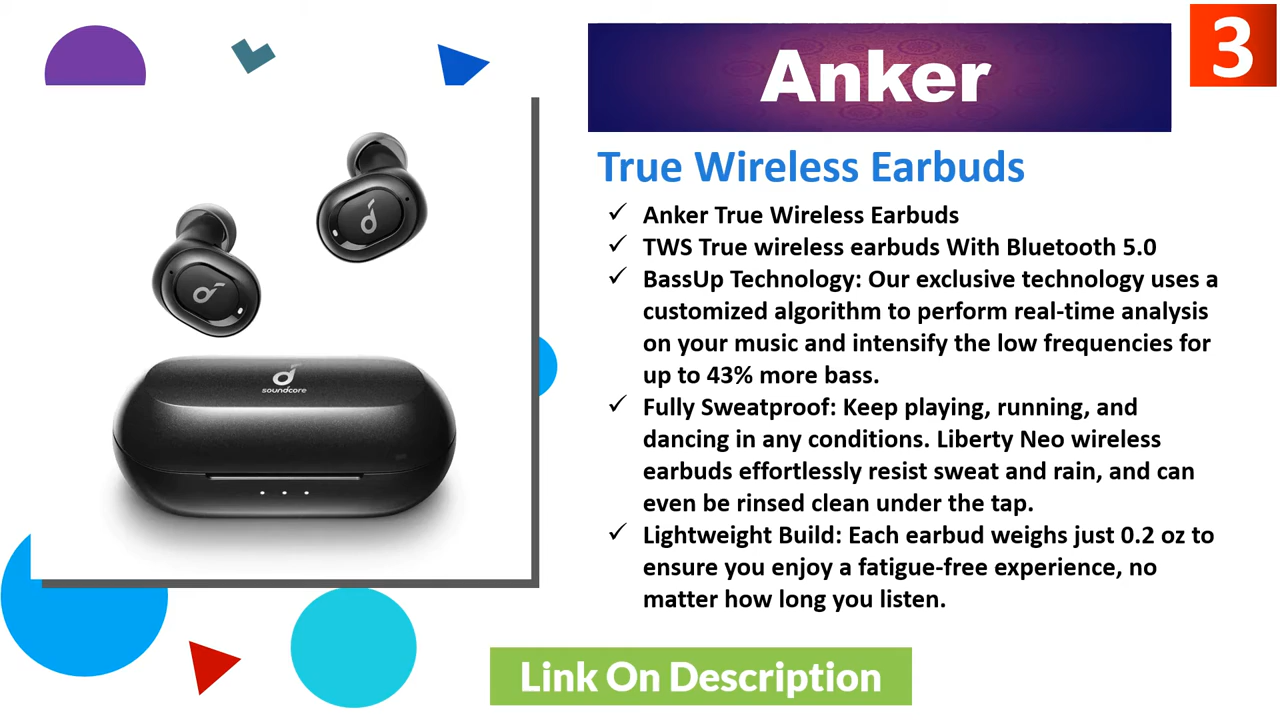 Anker
3
True Wireless Earbuds
✓ Anker True Wireless Earbuds
✓ TWS True wireless earbuds With Bluetooth 5.0
✓ BassUp Technology: Our exclusive technology uses a
customized algorithm to perform real-time analysis
on your music and intensify the low frequencies for
up to 43% more bass.
✓ Fully Sweatproof: Keep playing, running, and
dancing in any conditions. Liberty Neo wireless
earbuds effortlessly resist sweat and rain, and can
even be rinsed clean under the tap.
✓ Lightweight Build: Each earbud weighs just 0.2 oz to
ensure you enjoy a fatigue-free experience, no
matter how long you listen.
soundcore
Link On Description